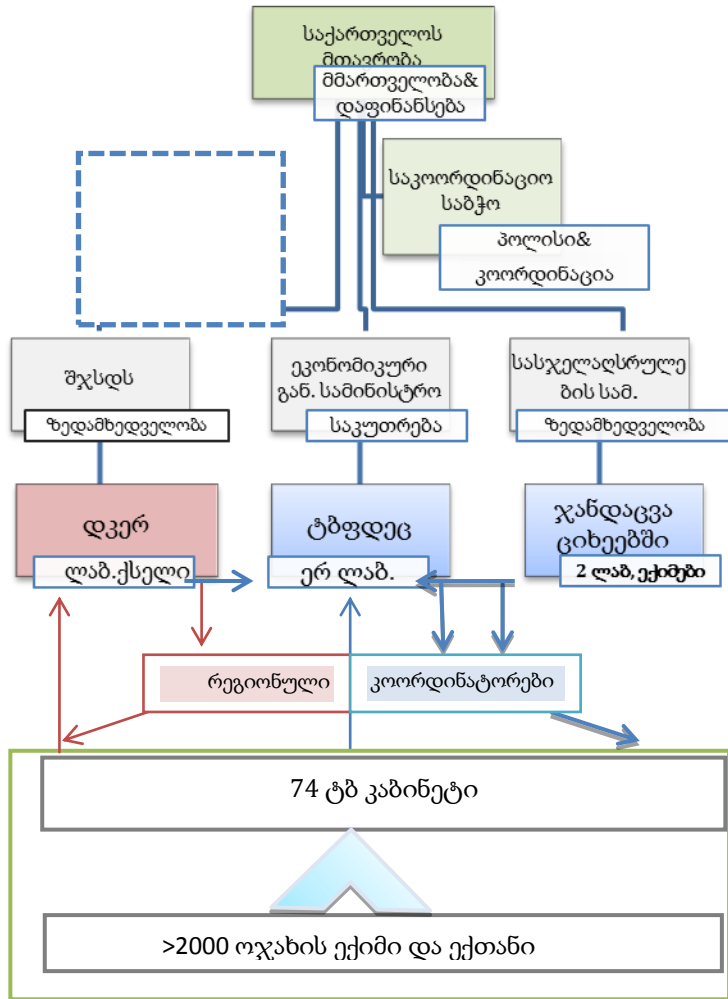 საქართველოს
მთავრობა
მმართველობა&
დაფინანსება
საკოორდინაციო
საბჭო
პოლისი&
კოორდინაცია
შჯსდს
ზედამხედველობა
ეკონომიკური
გან. სამინისტრო
საკუთრება
სასჯელაღსრულე
ბის სამ.
ზედამხედველობა
დკერ
ლაბ.ქსელი
ტბფდეც
ერ ლაბ.
ჯანდაცვა
ციხეებში
2 ლაბ, ექიმები
რეგიონული
კოორდინატორები
74 ტბ კაბინეტი
>2000 ოჯახის ექიმი და ექთანი